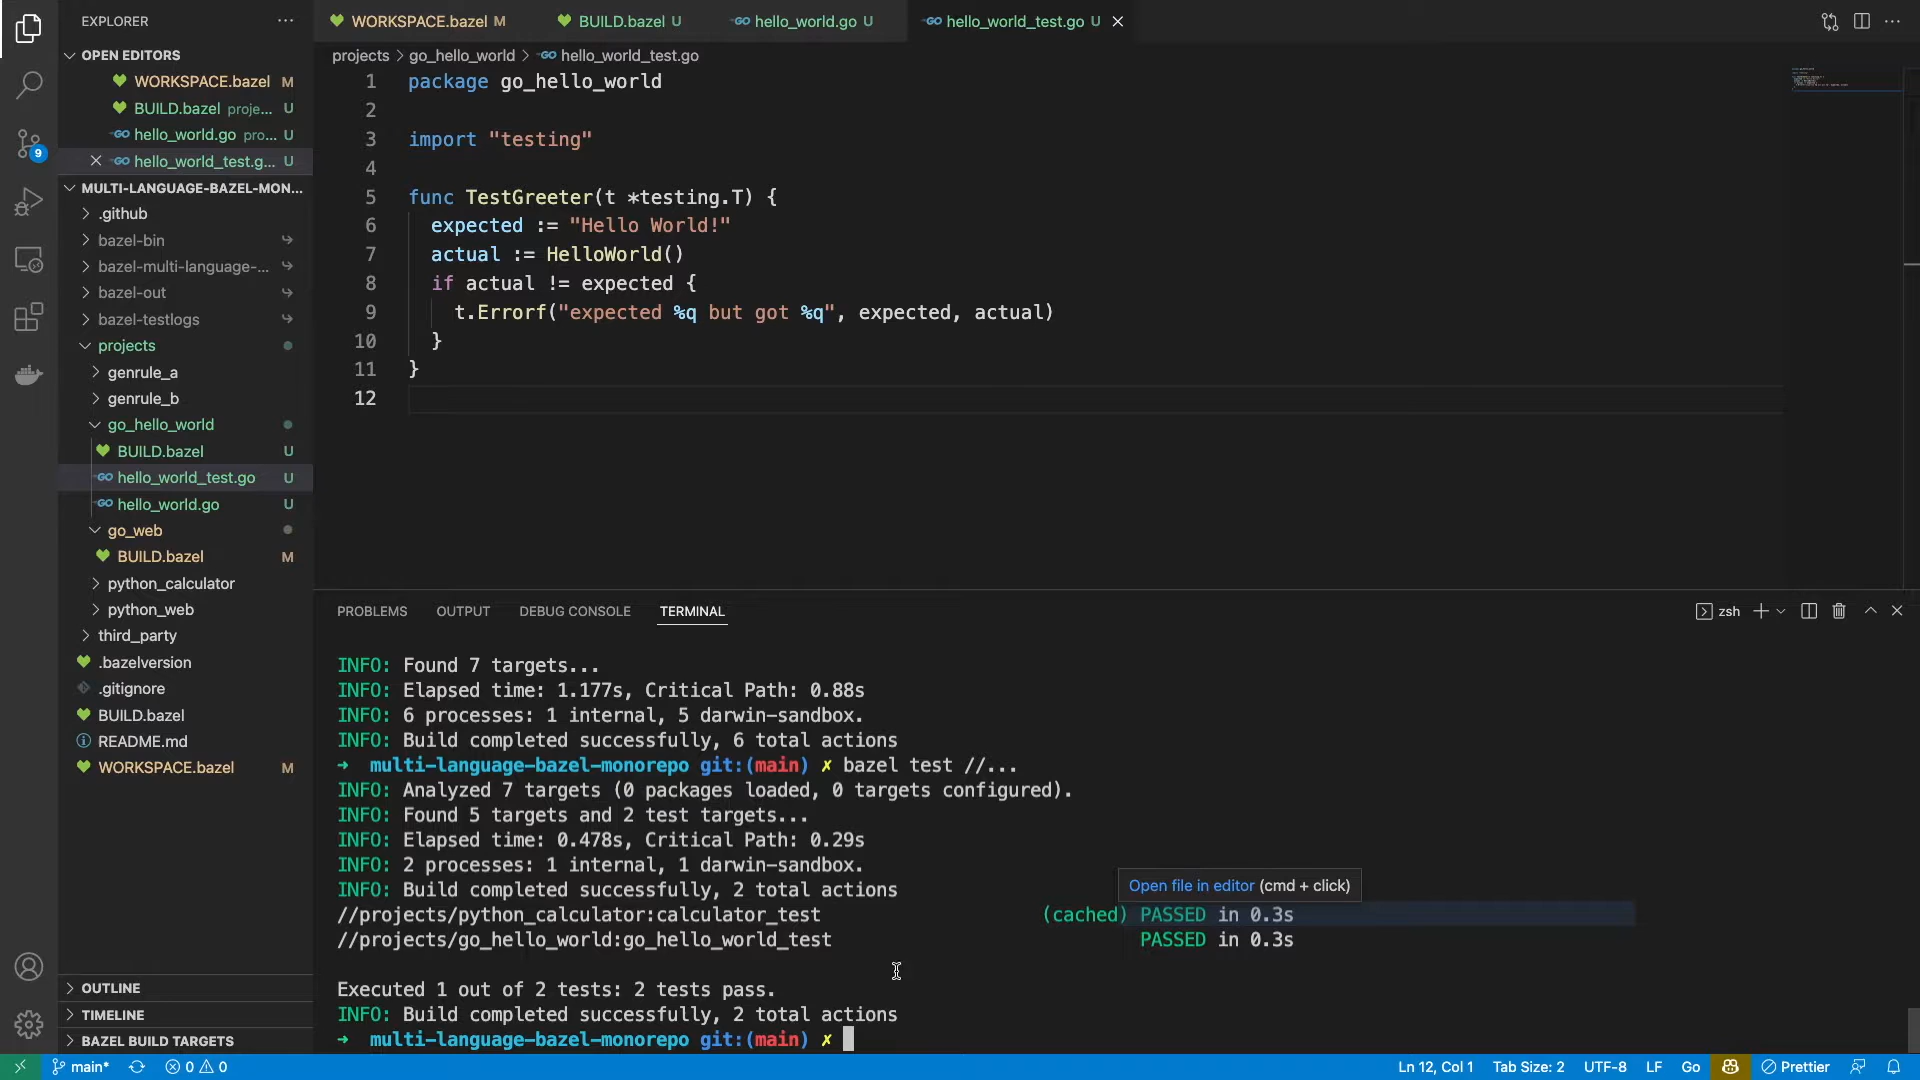 EXPLORER
OPEN EDITORS
WORKSPACE.bazel M
BUILD.bazel proje... U
hello_world.go pro... U
hello_world_test.g... U
MULTI-LANGUAGE-BAZEL-MON...
.github
bazel-bin
bazel-multi-language-...
bazel-out
bazel-testlogs
projects
genrule_a
genrule_b
go_hello_world
BUILD.bazel U
hello_world_test.go U
hello_world.go U
go_web
BUILD.bazel M
python_calculator
python_web
third_party
.bazelversion
.gitignore
BUILD.bazel
README.md
WORKSPACE.bazel M
OUTLINE
TIMELINE
BAZEL BUILD TARGETS
9
WORKSPACE.bazel M BUILD.bazel U hello_world.go U hello_world_test.go U
projects > go_hello_world > hello_world_test.go
1 package go_hello_world
2
3 import "testing"
4
5 func TestGreeter(t *testing.T) {
6 expected := "Hello World!"
7 actual := HelloWorld()
8 if actual != expected {
9 t.Errorf("expected %q but got %q", expected, actual)
10 }
11 }
12
PROBLEMS OUTPUT DEBUG CONSOLE TERMINAL zsh
INFO: Found 7 targets...
INFO: Elapsed time: 1.177s, Critical Path: 0.88s
INFO: 6 processes: 1 internal, 5 darwin-sandbox.
INFO: Build completed successfully, 6 total actions
➜ multi-language-bazel-monorepo git:(main) ✗ bazel test //...
INFO: Analyzed 7 targets (0 packages loaded, 0 targets configured).
INFO: Found 5 targets and 2 test targets...
INFO: Elapsed time: 0.478s, Critical Path: 0.29s
INFO: 2 processes: 1 internal, 1 darwin-sandbox.
INFO: Build completed successfully, 2 total actions
Open file in editor (cmd + click)
//projects/python_calculator:calculator_test (cached) PASSED in 0.3s
//projects/go_hello_world:go_hello_world_test PASSED in 0.3s
Executed 1 out of 2 tests: 2 tests pass.
INFO: Build completed successfully, 2 total actions
➜ multi-language-bazel-monorepo git:(main) ✗
main* 0 0 Ln 12, Col 1 Tab Size: 2 UTF-8 LF Go Prettier